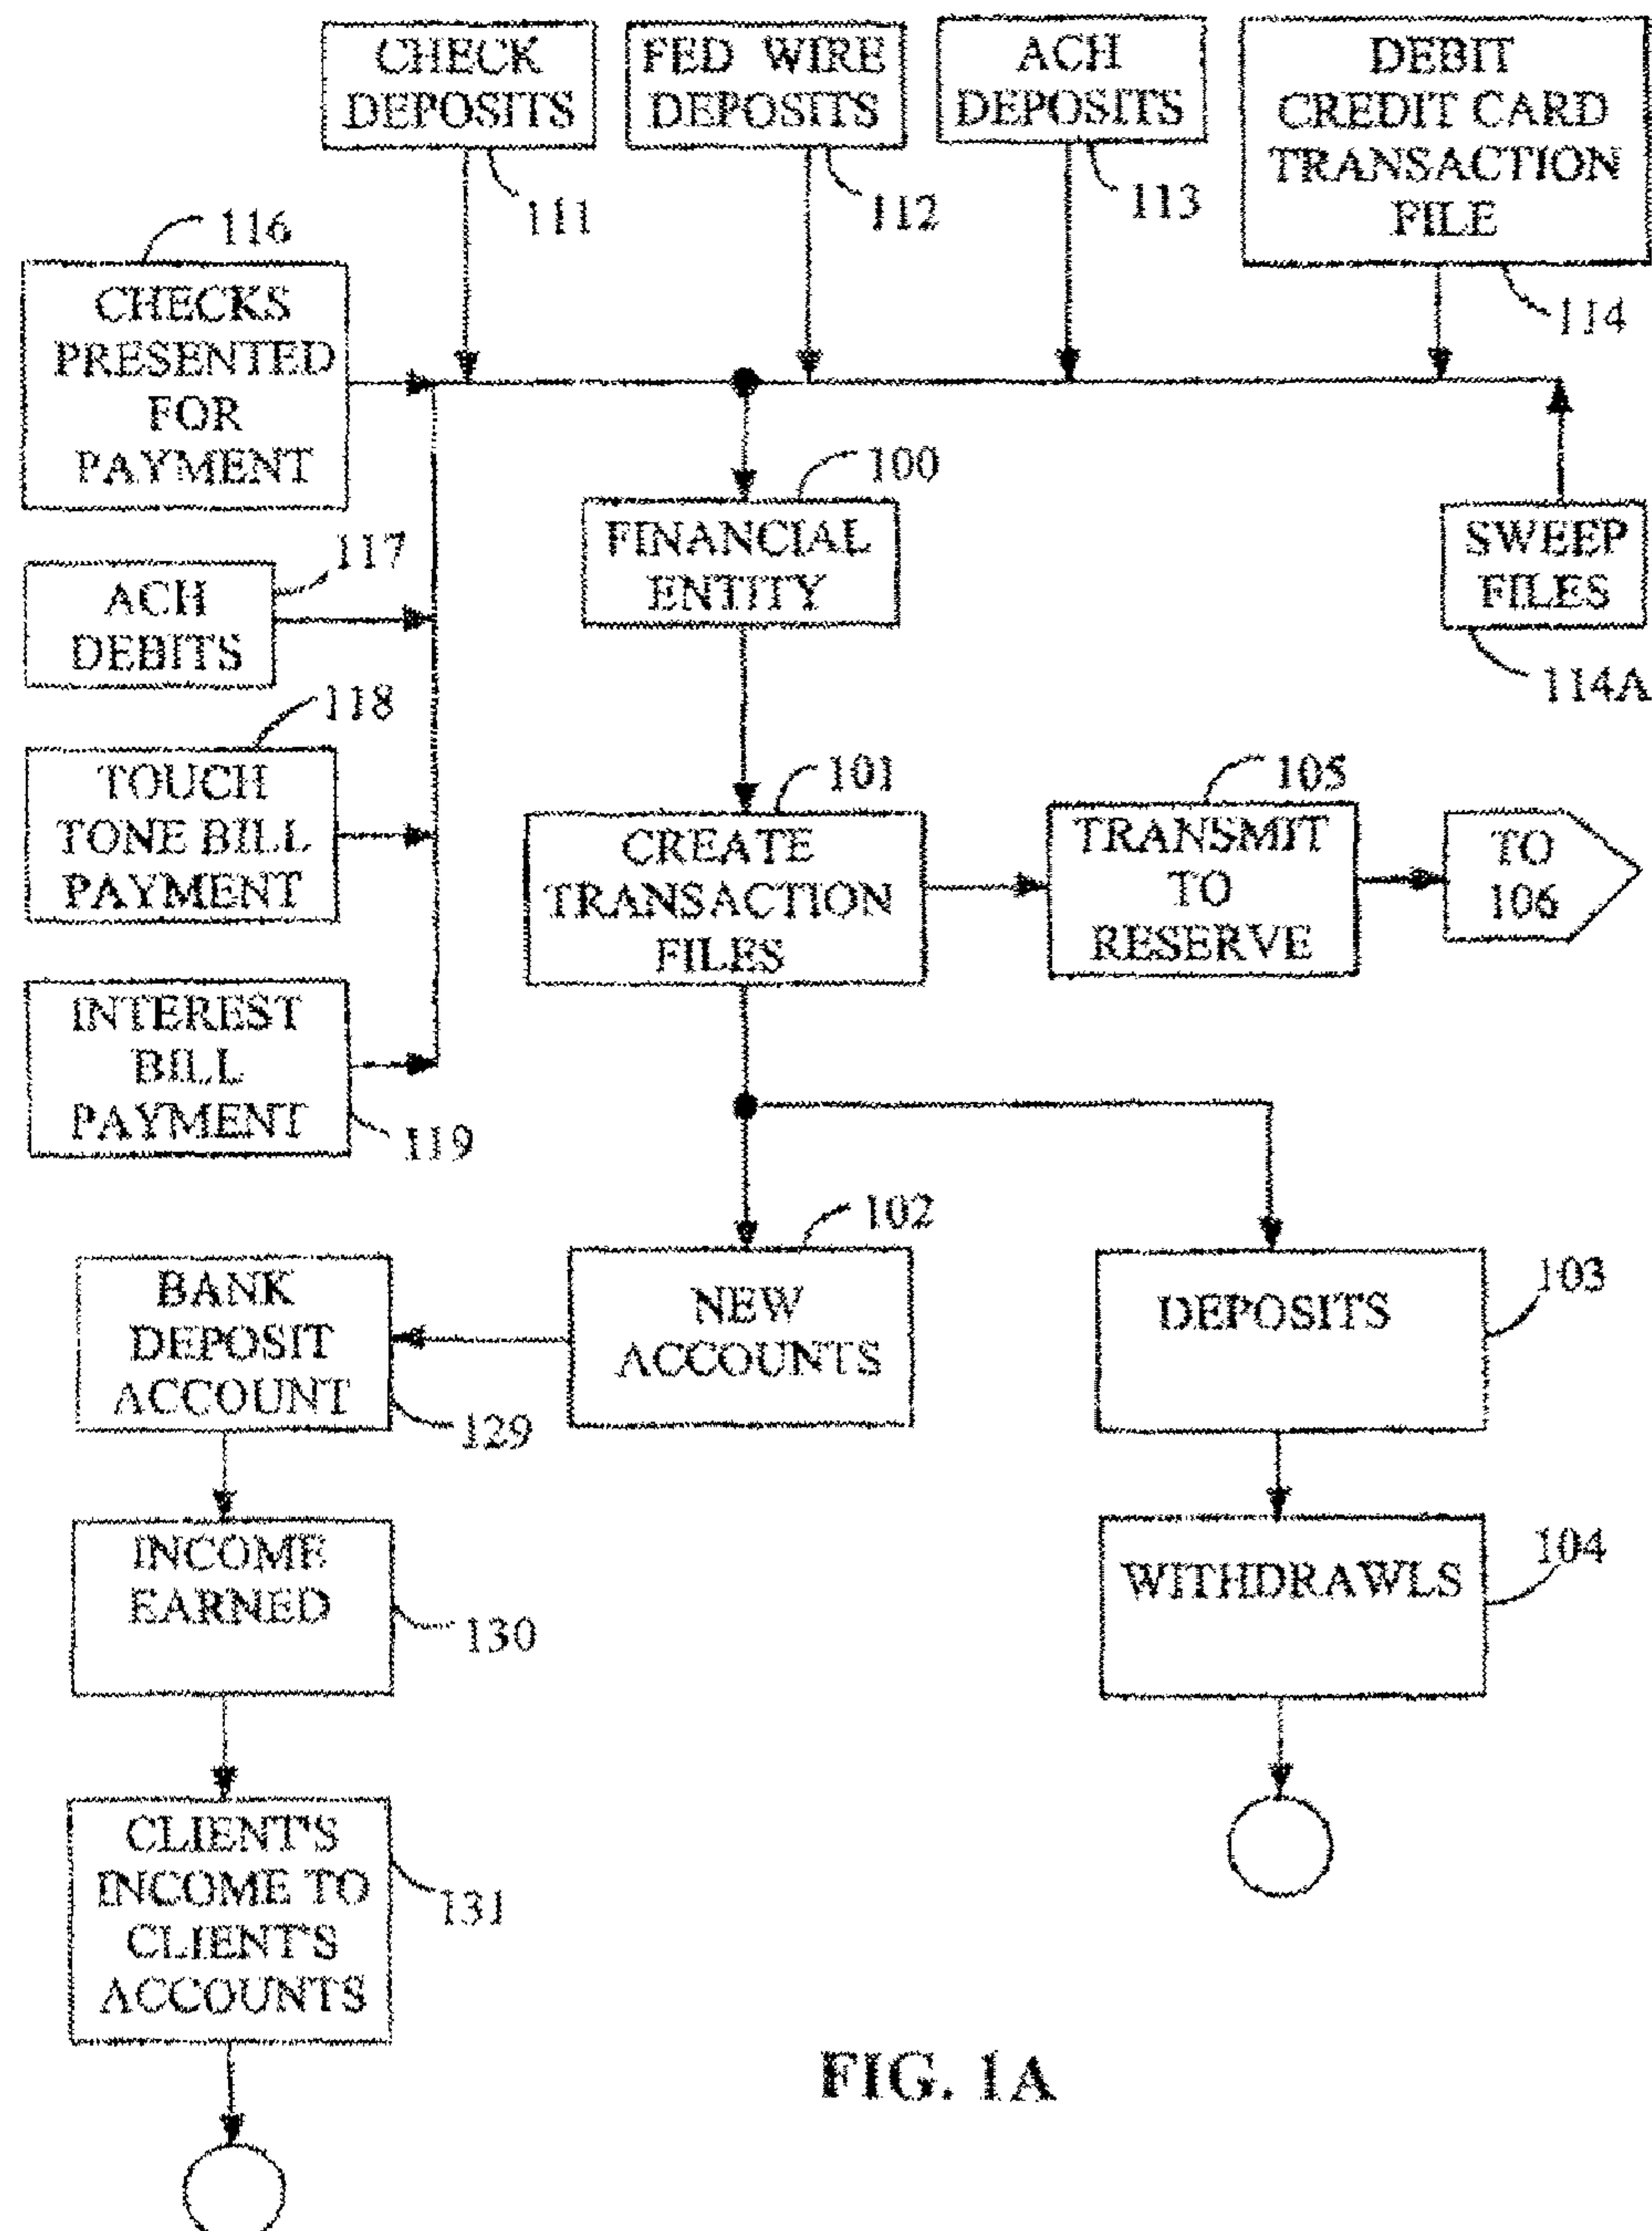 CHECK
DEPOSITS
111
FED WIRE
DEPOSITS
112
ACH
DEPOSITS
113
DEBIT
CREDIT CARD
TRANSACTION
FILE
114
116
CHECKS
PRESENTED
FOR
PAYMENT
117
ACH
DEBITS
118
TOUCH
TONE BILL
PAYMENT
INTEREST
BILL
PAYMENT
119
100
FINANCIAL
ENTITY
SWEEP
FILES
114A
101
CREATE
TRANSACTION
FILES
105
TRANSMIT
TO
RESERVE
TO
106
102
NEW
ACCOUNTS
103
DEPOSITS
104
WITHDRAWLS
BANK
DEPOSIT
ACCOUNT
129
INCOME
EARNED
130
CLIENT'S
INCOME TO
CLIENT'S
ACCOUNTS
131
FIG. 1A